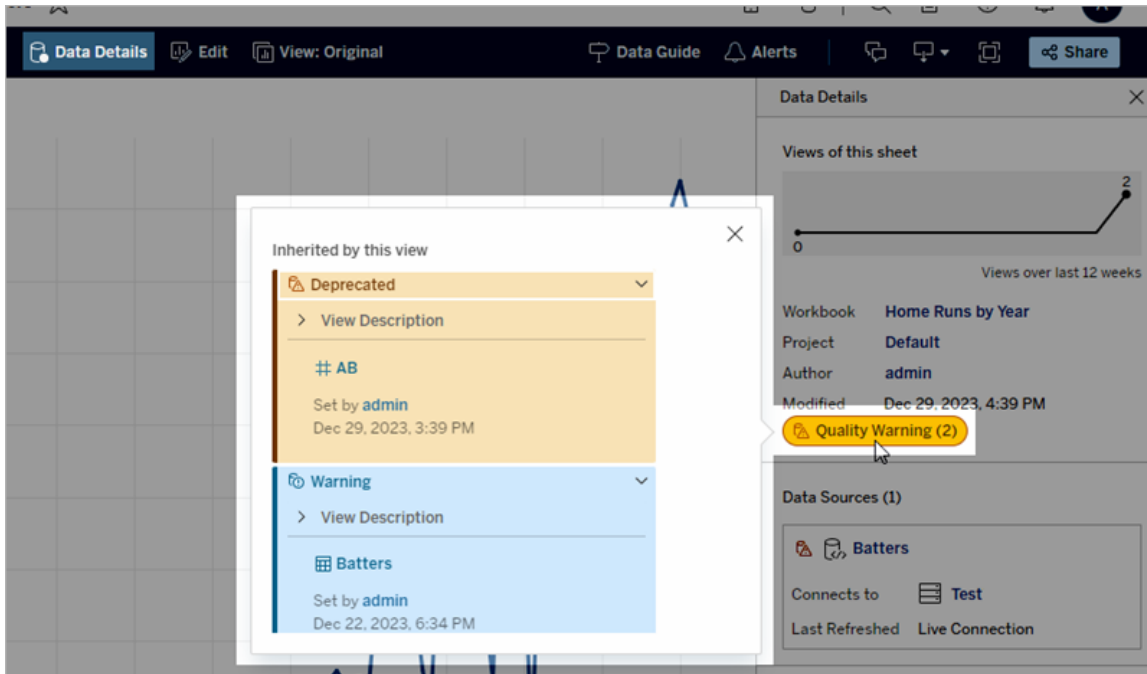 Data Details
Edit
View: Original
Data Guide
Alerts
Share
Data Details
Views of this sheet
2
0
Views over last 12 weeks
Workbook Home Runs by Year
Project Default
Author admin
Modified Dec 29, 2023, 4:39 PM
Quality Warning (2)
Data Sources (1)
Batters
Connects to Test
Last Refreshed Live Connection
Inherited by this view
Deprecated
View Description
AB
Set by admin
Dec 29, 2023, 3:39 PM
Warning
View Description
Batters
Set by admin
Dec 22, 2023, 6:34 PM